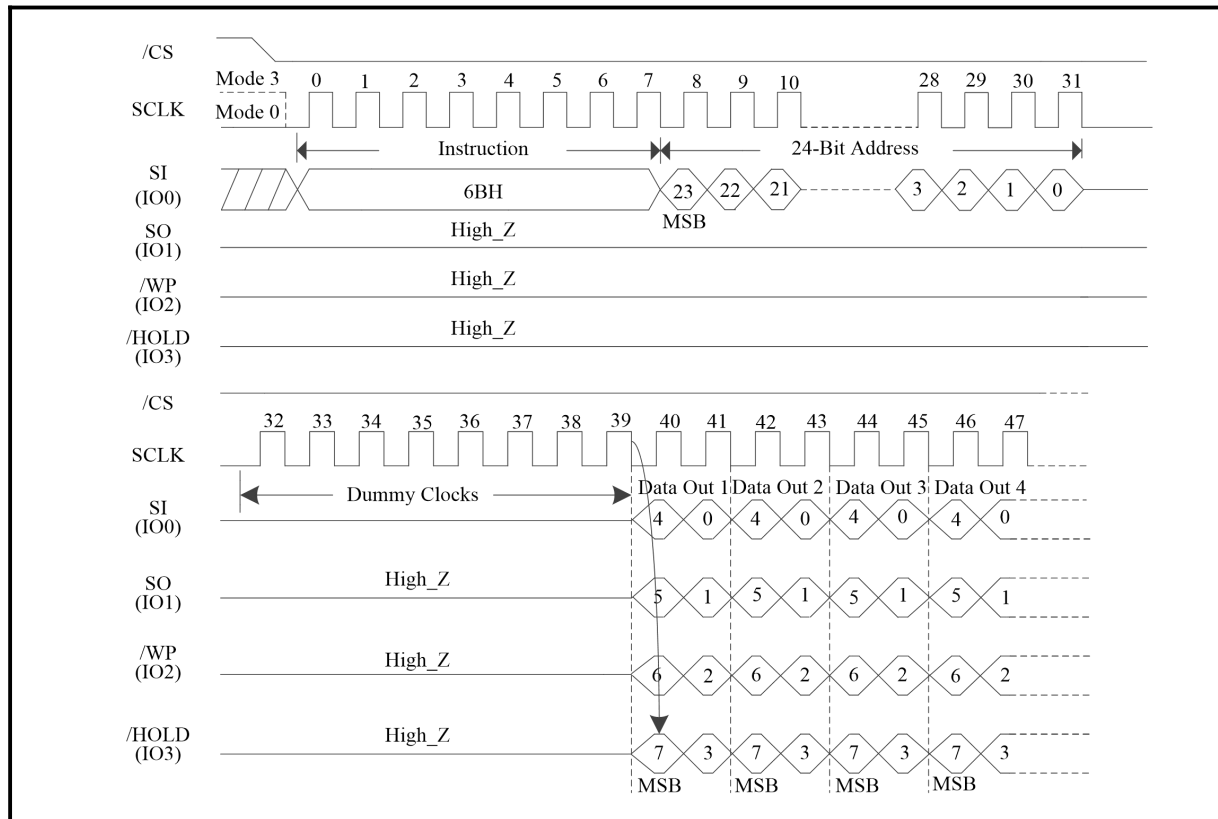 /CS
Mode 3 0 1 2 3 4 5 6 7 8 9 10 28 29 30 31
SCLK Mode 0
Instruction 24-Bit Address
SI
(IO0)
6BH 23 22 21 3 2 1 0
MSB
SO
(IO1)
High_Z
/WP
(IO2)
High_Z
/HOLD
(IO3)
High_Z
/CS
32 33 34 35 36 37 38 39 40 41 42 43 44 45 46 47
SCLK
Dummy Clocks
Data Out 1 Data Out 2 Data Out 3 Data Out 4
SI
(IO0)
4 0 4 0 4 0 4 0
SO
(IO1)
High_Z
5 1 5 1 5 1 5 1
/WP
(IO2)
High_Z
6 2 6 2 6 2 6 2
/HOLD
(IO3)
High_Z
7 3 7 3 7 3 7 3
MSB MSB MSB MSB